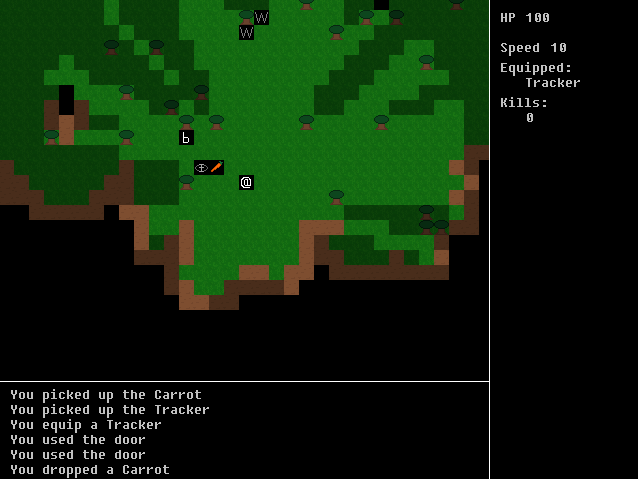 W
W
HP 100
Speed 10
Equipped:
Tracker
Kills:
0
b
@
You picked up the Carrot
You picked up the Tracker
You equip a Tracker
You used the door
You used the door
You dropped a Carrot